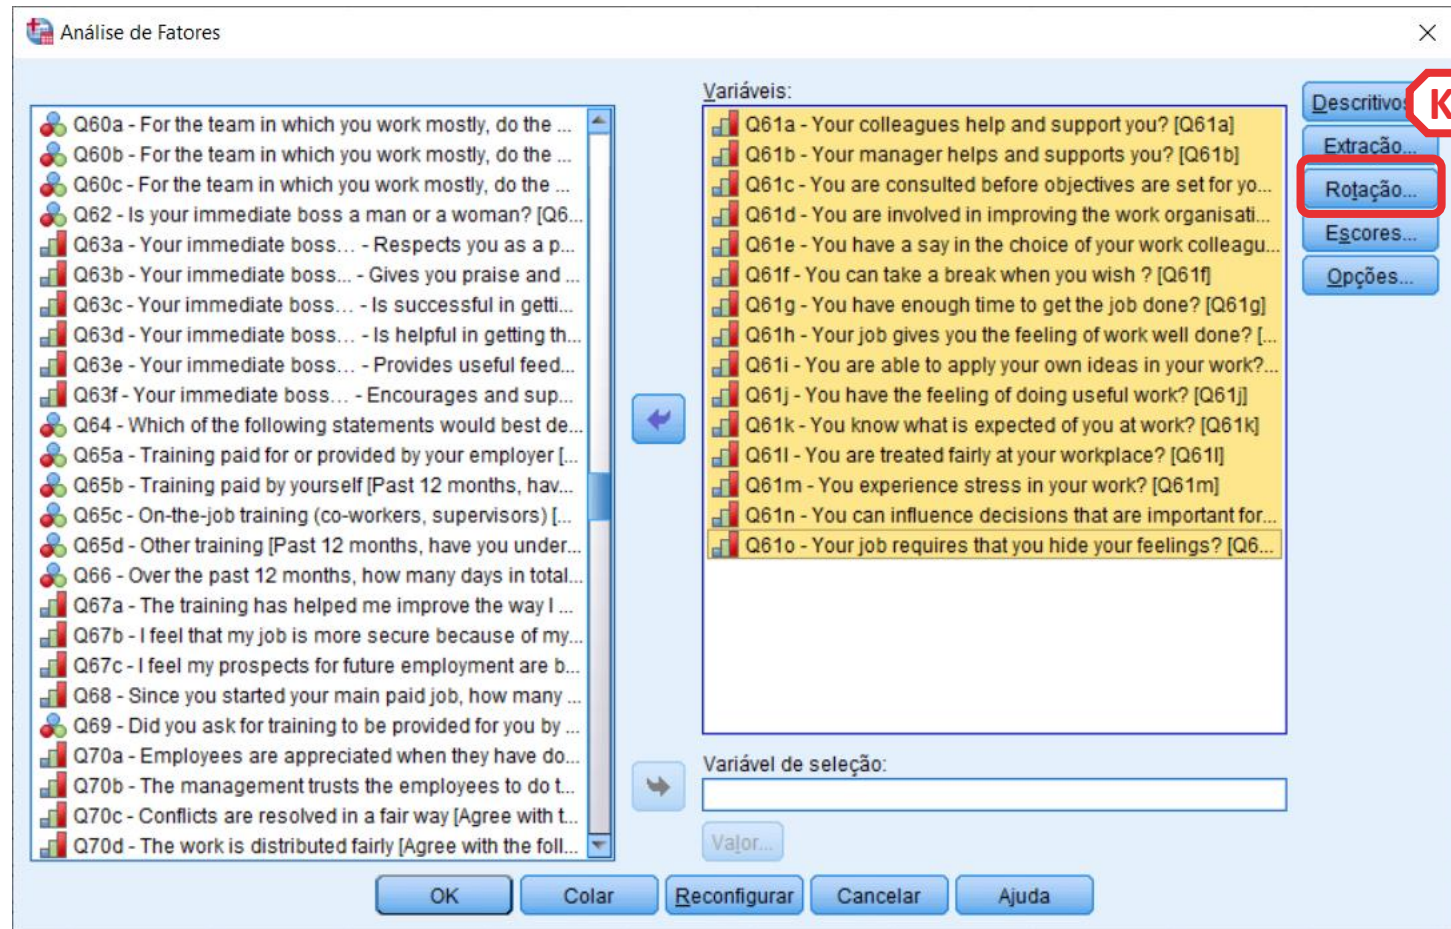 Análise de Fatores
Q60a - For the team in which you work mostly, do the ...
Q60b - For the team in which you work mostly, do the ...
Q60c - For the team in which you work mostly, do the ...
Q62 - Is your immediate boss a man or a woman? [Q6...
Q63a - Your immediate boss... - Respects you as a p...
Q63b - Your immediate boss... - Gives you praise and ...
Q63c - Your immediate boss... - Is successful in getti...
Q63d - Your immediate boss... - Is helpful in getting th...
Q63e - Your immediate boss... - Provides useful feed...
Q63f - Your immediate boss... - Encourages and sup...
Q64 - Which of the following statements would best de...
Q65a - Training paid for or provided by your employer [...
Q65b - Training paid by yourself [Past 12 months, hav...
Q65c - On-the-job training (co-workers, supervisors) [...
Q65d - Other training [Past 12 months, have you under...
Q66 - Over the past 12 months, how many days in total...
Q67a - The training has helped me improve the way I ...
Q67b - I feel that my job is more secure because of my...
Q67c - I feel my prospects for future employment are b...
Q68 - Since you started your main paid job, how many ...
Q69 - Did you ask for training to be provided for you by ...
Q70a - Employees are appreciated when they have do...
Q70b - The management trusts the employees to do t...
Q70c - Conflicts are resolved in a fair way [Agree with t...
Q70d - The work is distributed fairly [Agree with the foll...
Variáveis:
Q61a - Your colleagues help and support you? [Q61a]
Q61b - Your manager helps and supports you? [Q61b]
Q61c - You are consulted before objectives are set for yo...
Q61d - You are involved in improving the work organisati...
Q61e - You have a say in the choice of your work colleagu...
Q61f - You can take a break when you wish ? [Q61f]
Q61g - You have enough time to get the job done? [Q61g]
Q61h - Your job gives you the feeling of work well done? [...
Q61i - You are able to apply your own ideas in your work?...
Q61j - You have the feeling of doing useful work? [Q61j]
Q61k - You know what is expected of you at work? [Q61k]
Q61l - You are treated fairly at your workplace? [Q61l]
Q61m - You experience stress in your work? [Q61m]
Q61n - You can influence decisions that are important for...
Q61o - Your job requires that you hide your feelings? [Q6...
Variável de seleção:
Valor...
Descritivos
K
Extração...
Rotação...
Escores...
Opções...
OK
Colar
Reconfigurar
Cancelar
Ajuda